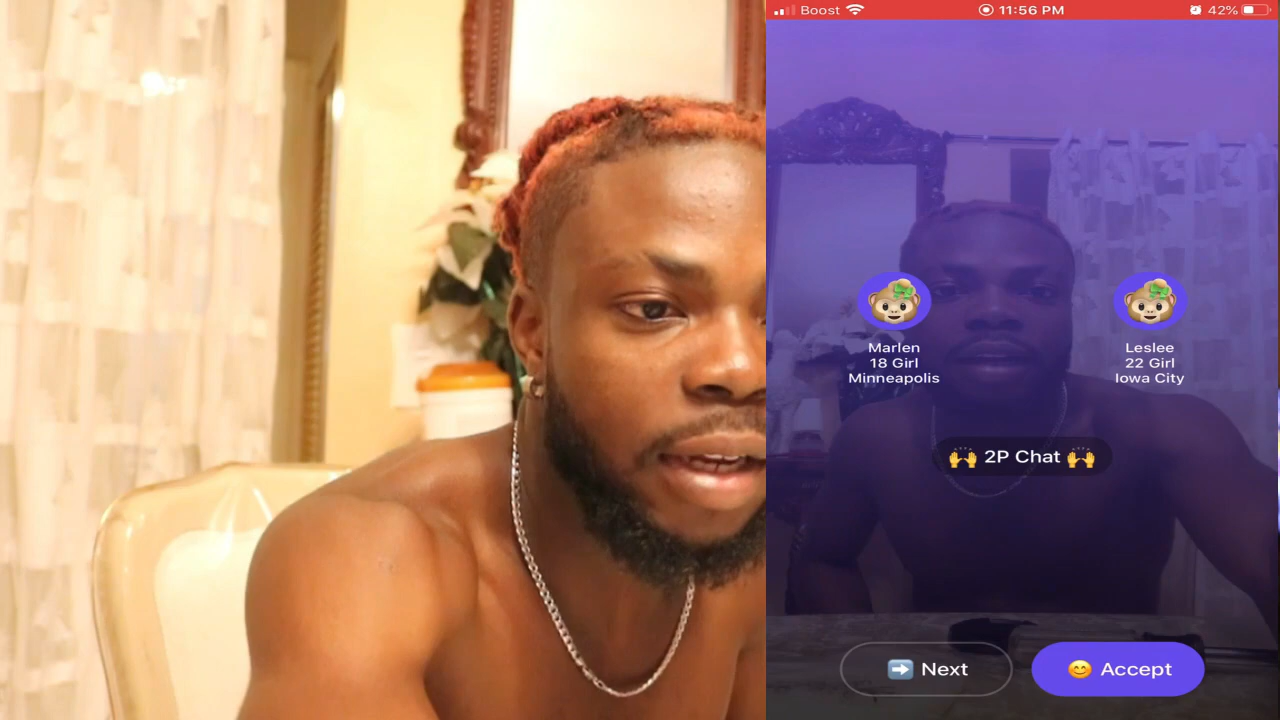 Boost 11:56 PM 42%
Marlen
18 Girl
Minneapolis
Leslee
22 Girl
Iowa City
🙌 2P Chat 🙌
➡️ Next
😊 Accept